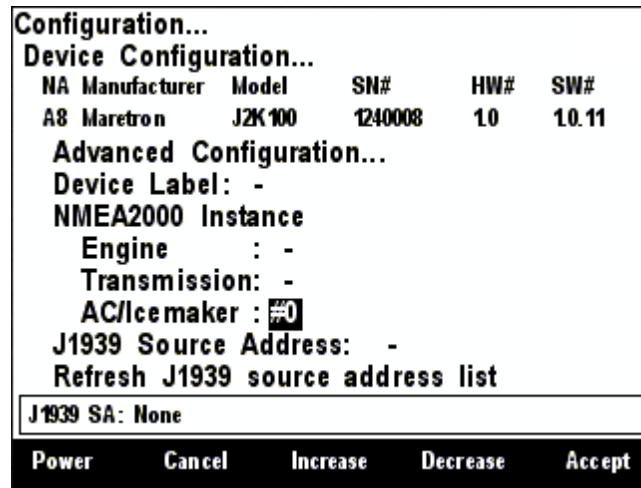 Configuration...
Device Configuration...
NA Manufacturer Model SN# HW# SW#
A8 Maretron J2K100 1240008 1.0 1.0.11
Advanced Configuration...
Device Label: -
NMEA2000 Instance
Engine : -
Transmission: -
AC/Icemaker : #0
J1939 Source Address: -
Refresh J1939 source address list
J1939 SA: None
Power Cancel Increase Decrease Accept